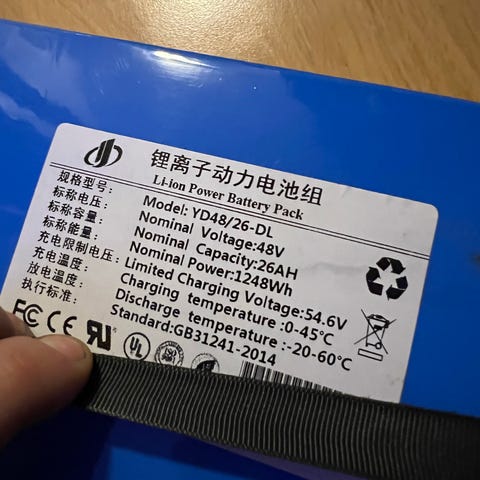 锂离子动力电池组
Li-ion Power Battery Pack
规格型号: Model: YD48/26-DL
标称电压: Nominal Voltage:48V
标称容量: Nominal Capacity:26AH
标称能量: Nominal Power:1248Wh
充电限制电压: Limited Charging Voltage:54.6V
充电温度: Charging temperature:0-45℃
放电温度: Discharge temperature:-20-60℃
执行标准: Standard:GB31241-2014
FC CE RU
UL